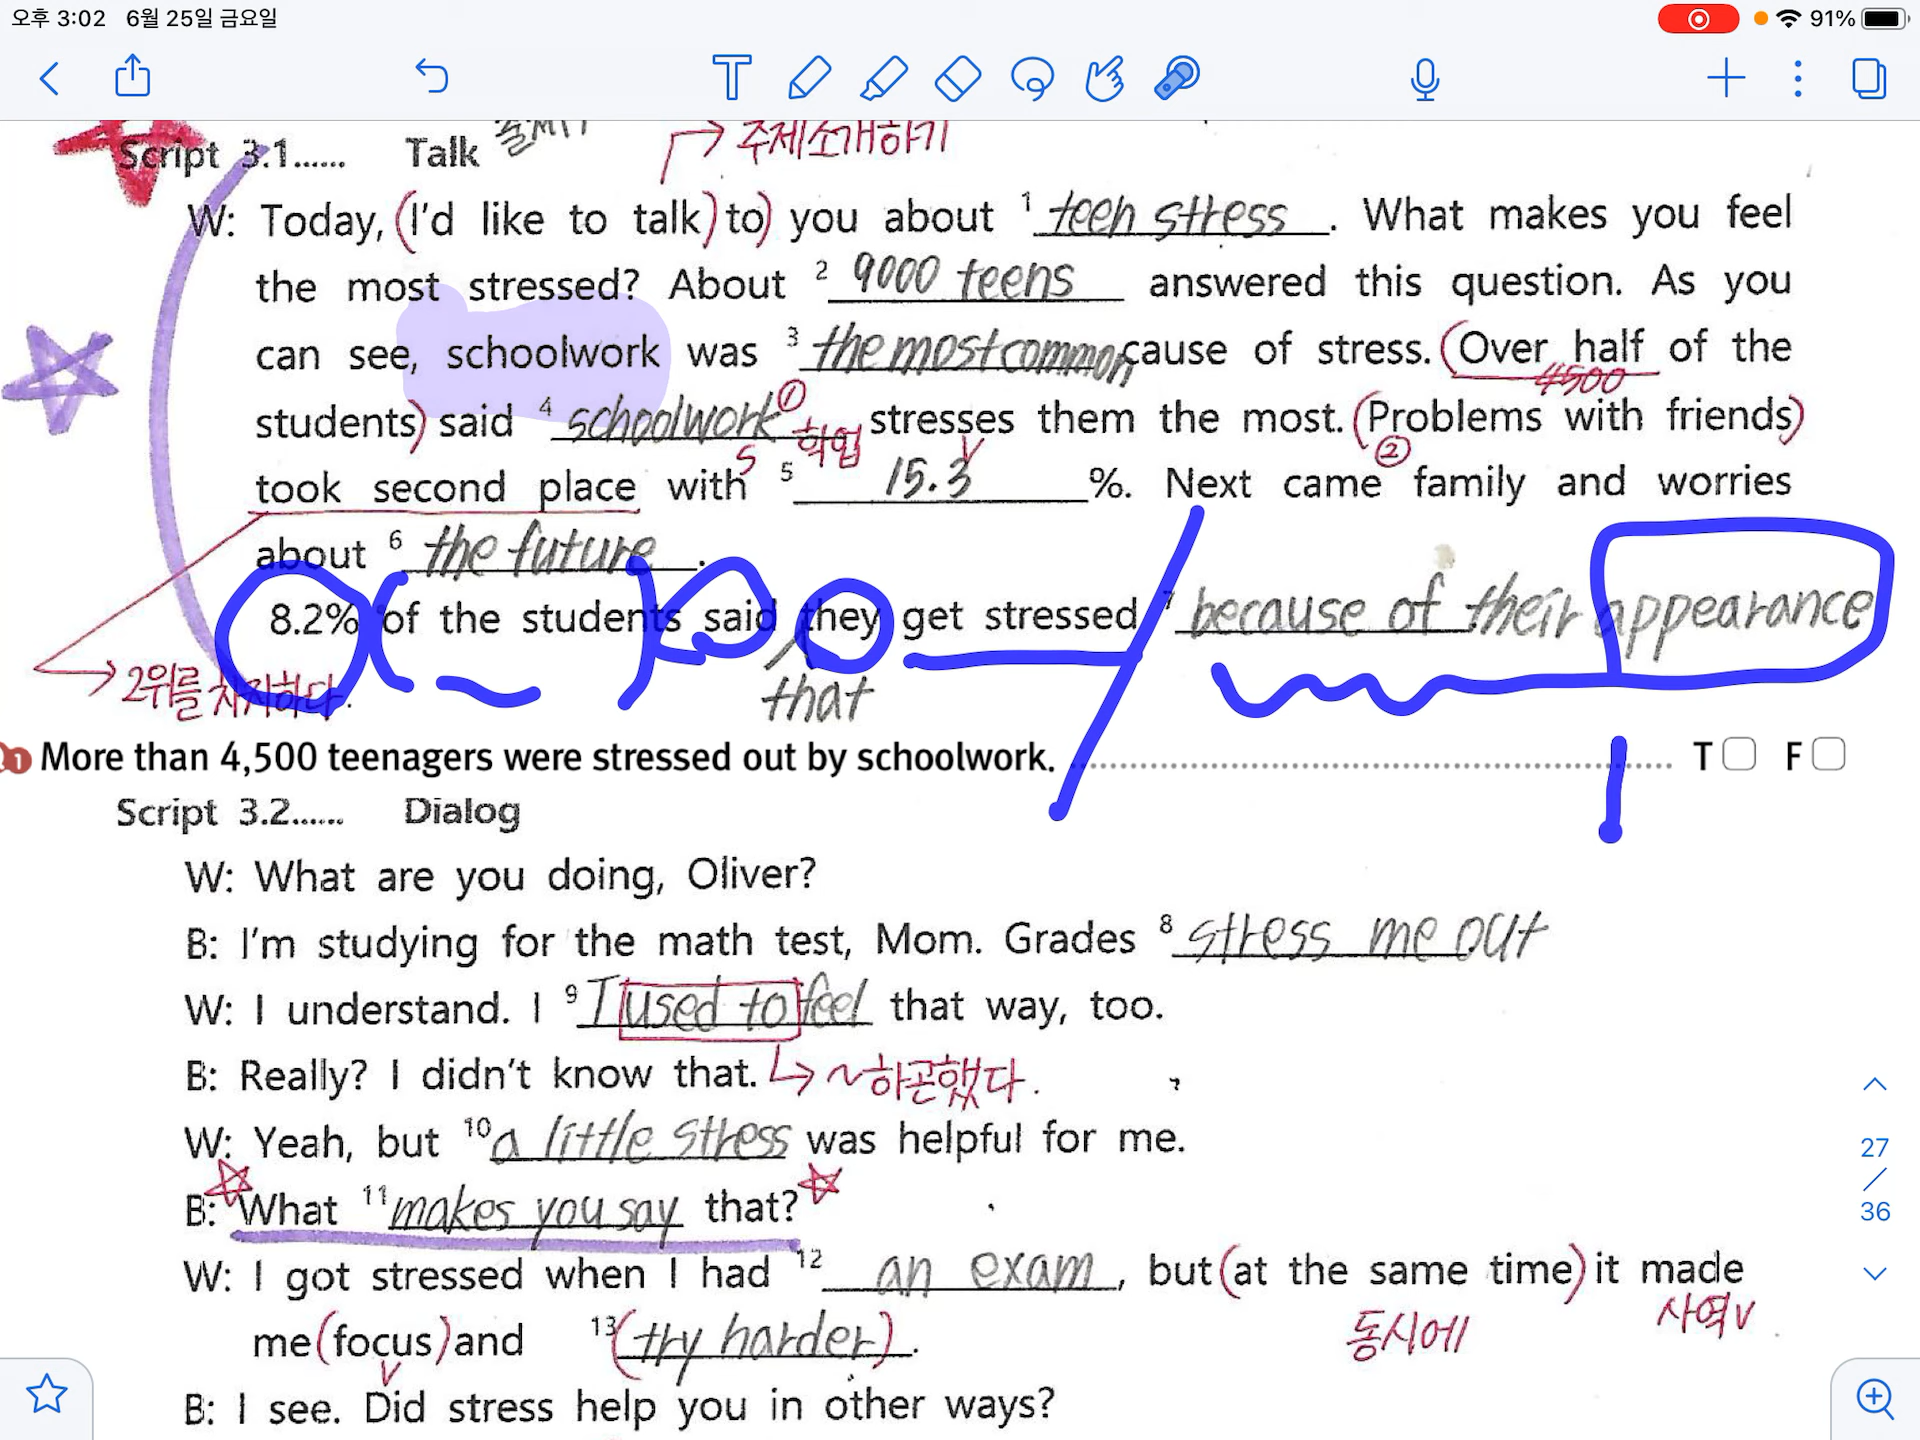 오후 3:02 6월 25일 금요일 91%
Script 3.1...... Talk
주제소개하기
W: Today, (I'd like to talk) to) you about 1 teen stress. What makes you feel
the most stressed? About 2 9000 teens answered this question. As you
can see, schoolwork was 3 the most common cause of stress. (Over half of the
4500
students) said 4 schoolwork ① stresses them the most. (Problems with friends)
S 학업 V ②
took second place with 5 15.3 %. Next came family and worries
about 6 the future.
8.2% (of the students) said they get stressed 7 because of their appearance
2위를 차지하다. that
1 More than 4,500 teenagers were stressed out by schoolwork. T F
Script 3.2...... Dialog
W: What are you doing, Oliver?
B: I'm studying for the math test, Mom. Grades 8 stress me out
W: I understand. I 9 I used to feel that way, too.
B: Really? I didn't know that. ~하곤했다.
W: Yeah, but 10 a little stress was helpful for me.
B: What 11 makes you say that?
W: I got stressed when I had 12 an exam, but (at the same time) it made
동시에 사역v
me (focus) and 13 (try harder).
V
B: I see. Did stress help you in other ways?
27
/
36